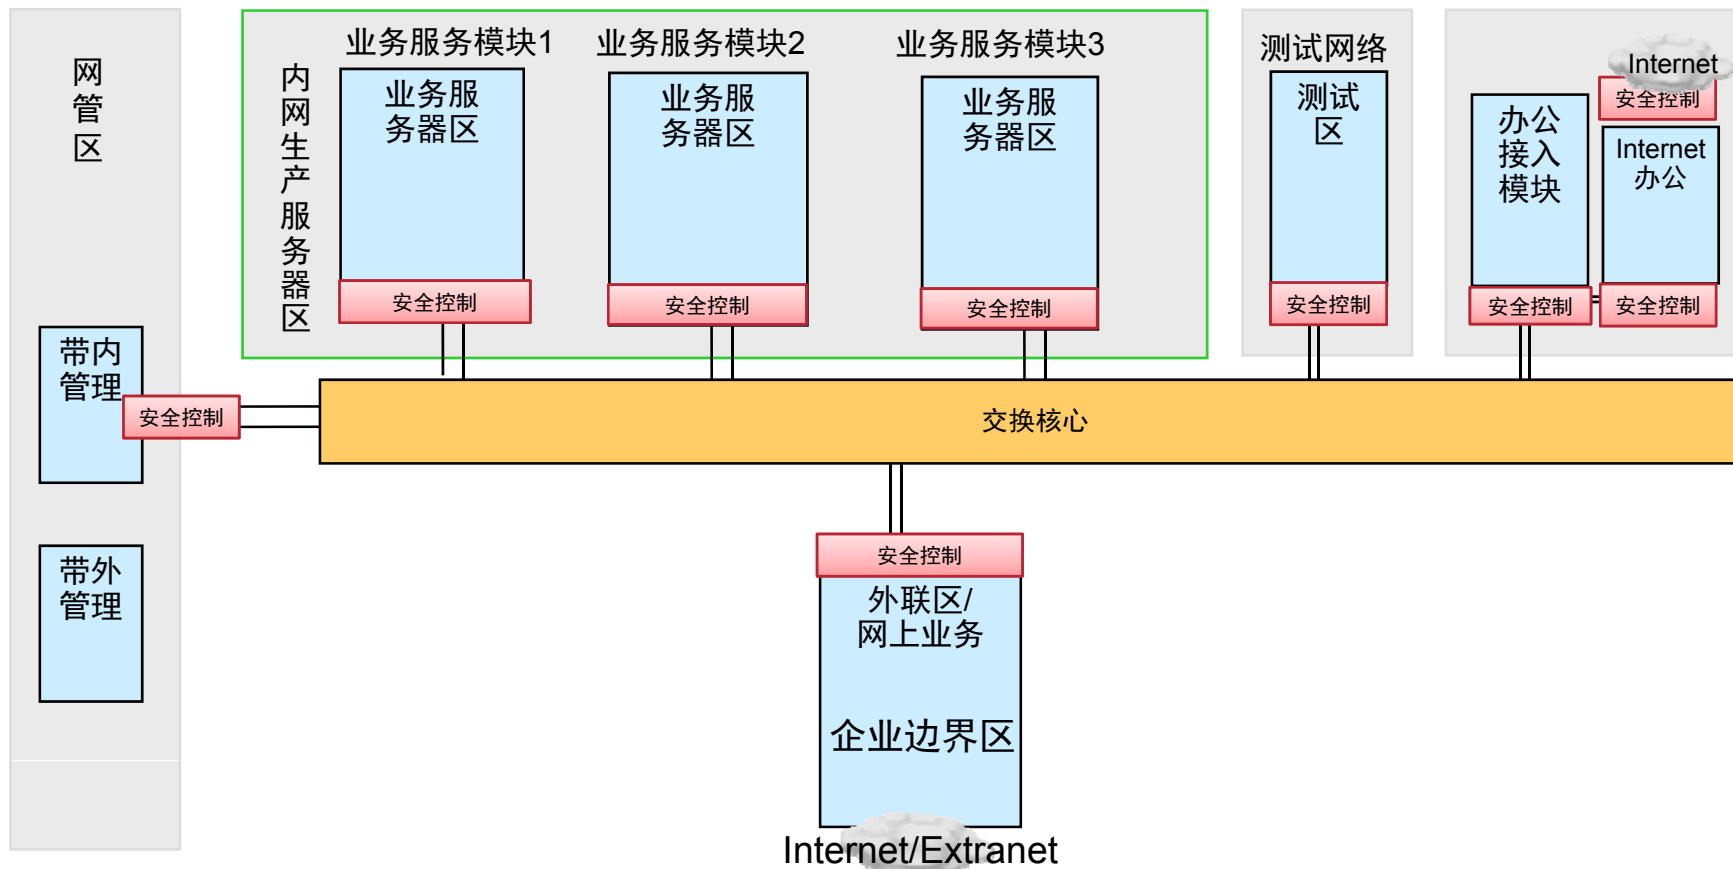 网
管
区
带内
管理
安全控制
带外
管理
内
网
生
产
服
务
器
区
业务服务模块1
业务服
务器区
安全控制
业务服务模块2
业务服
务器区
安全控制
业务服务模块3
业务服
务器区
安全控制
测试网络
测试
区
安全控制
办公
接入
模块
安全控制
Internet
安全控制
Internet
办公
安全控制
交换核心
安全控制
外联区/
网上业务
企业边界区
Internet/Extranet